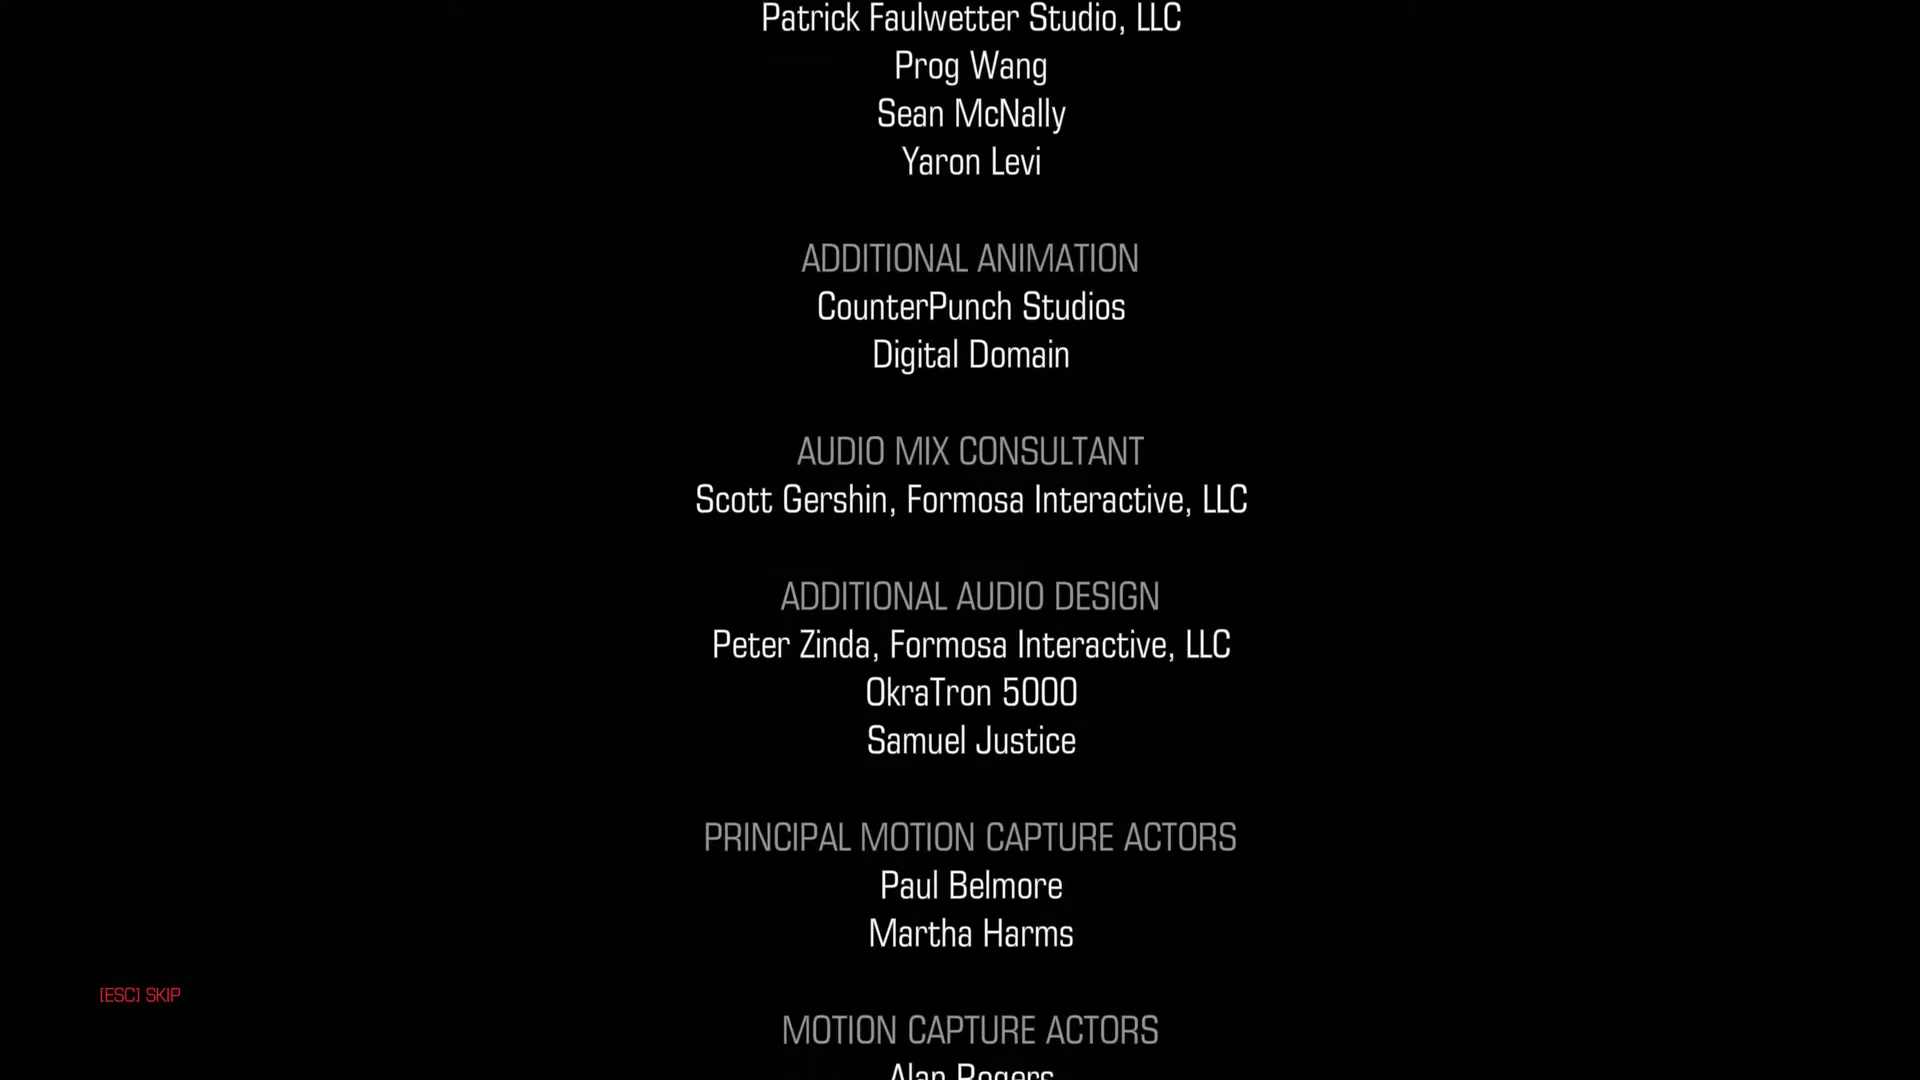 Patrick Faulwetter Studio, LLC
Prog Wang
Sean McNally
Yaron Levi
ADDITIONAL ANIMATION
CounterPunch Studios
Digital Domain
AUDIO MIX CONSULTANT
Scott Gershin, Formosa Interactive, LLC
ADDITIONAL AUDIO DESIGN
Peter Zinda, Formosa Interactive, LLC
OkraTron 5000
Samuel Justice
PRINCIPAL MOTION CAPTURE ACTORS
Paul Belmore
Martha Harms
[ESC] SKIP
MOTION CAPTURE ACTORS
Alan Rogers